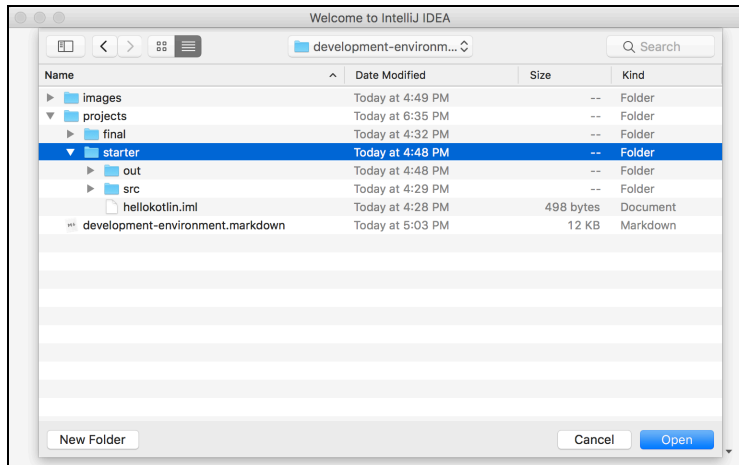 Welcome to IntelliJ IDEA
development-environm... Search
Name Date Modified Size Kind
images Today at 4:49 PM -- Folder
projects Today at 6:35 PM -- Folder
final Today at 4:32 PM -- Folder
starter Today at 4:48 PM -- Folder
out Today at 4:48 PM -- Folder
src Today at 4:29 PM -- Folder
hellokotlin.iml Today at 4:28 PM 498 bytes Document
development-environment.markdown Today at 5:03 PM 12 KB Markdown
New Folder Cancel Open